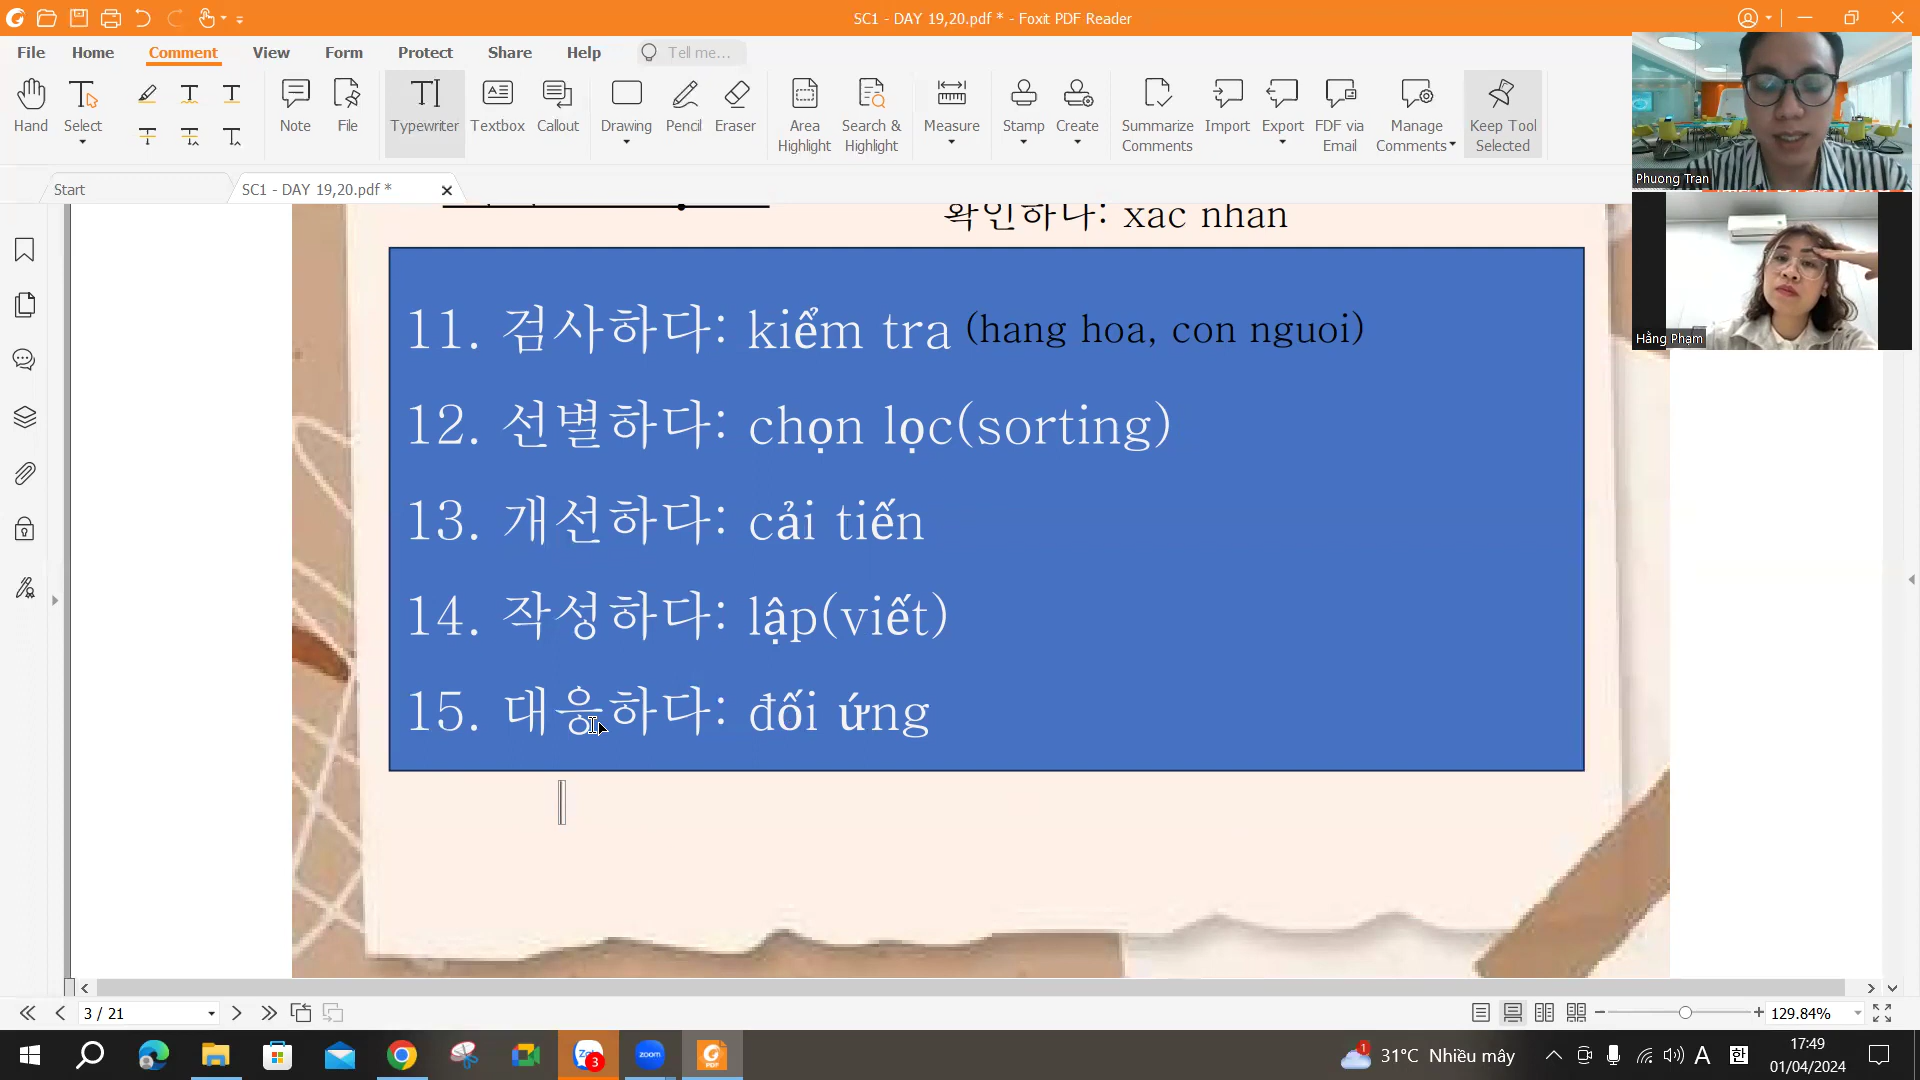 SC1 - DAY 19,20.pdf * - Foxit PDF Reader
File Home Comment View Form Protect Share Help Tell me...
Hand Select Note File Typewriter Textbox Callout Drawing Pencil Eraser Area Highlight Search & Highlight Measure Stamp Create Summarize Comments Import Export FDF via Email Manage Comments Keep Tool Selected
Start SC1 - DAY 19,20.pdf *
Phuong Tran
Hằng Phạm
확인하다: xac nhan
11. 검사하다: kiểm tra (hang hoa, con nguoi)
12. 선별하다: chọn lọc(sorting)
13. 개선하다: cải tiến
14. 작성하다: lập(viết)
15. 대응하다: đối ứng
3 / 21
129.84%
3
zoom
PDF
1
31°C Nhiều mây
A
한
17:49
01/04/2024